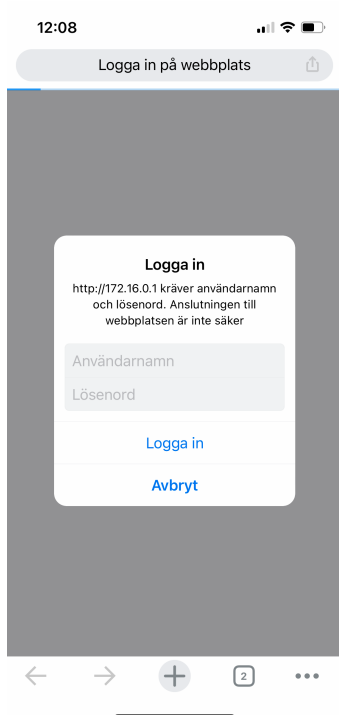 12:08
Logga in på webbplats
Logga in
http://172.16.0.1 kräver användarnamn
och lösenord. Anslutningen till
webbplatsen är inte säker
Användarnamn
Lösenord
Logga in
Avbryt
2